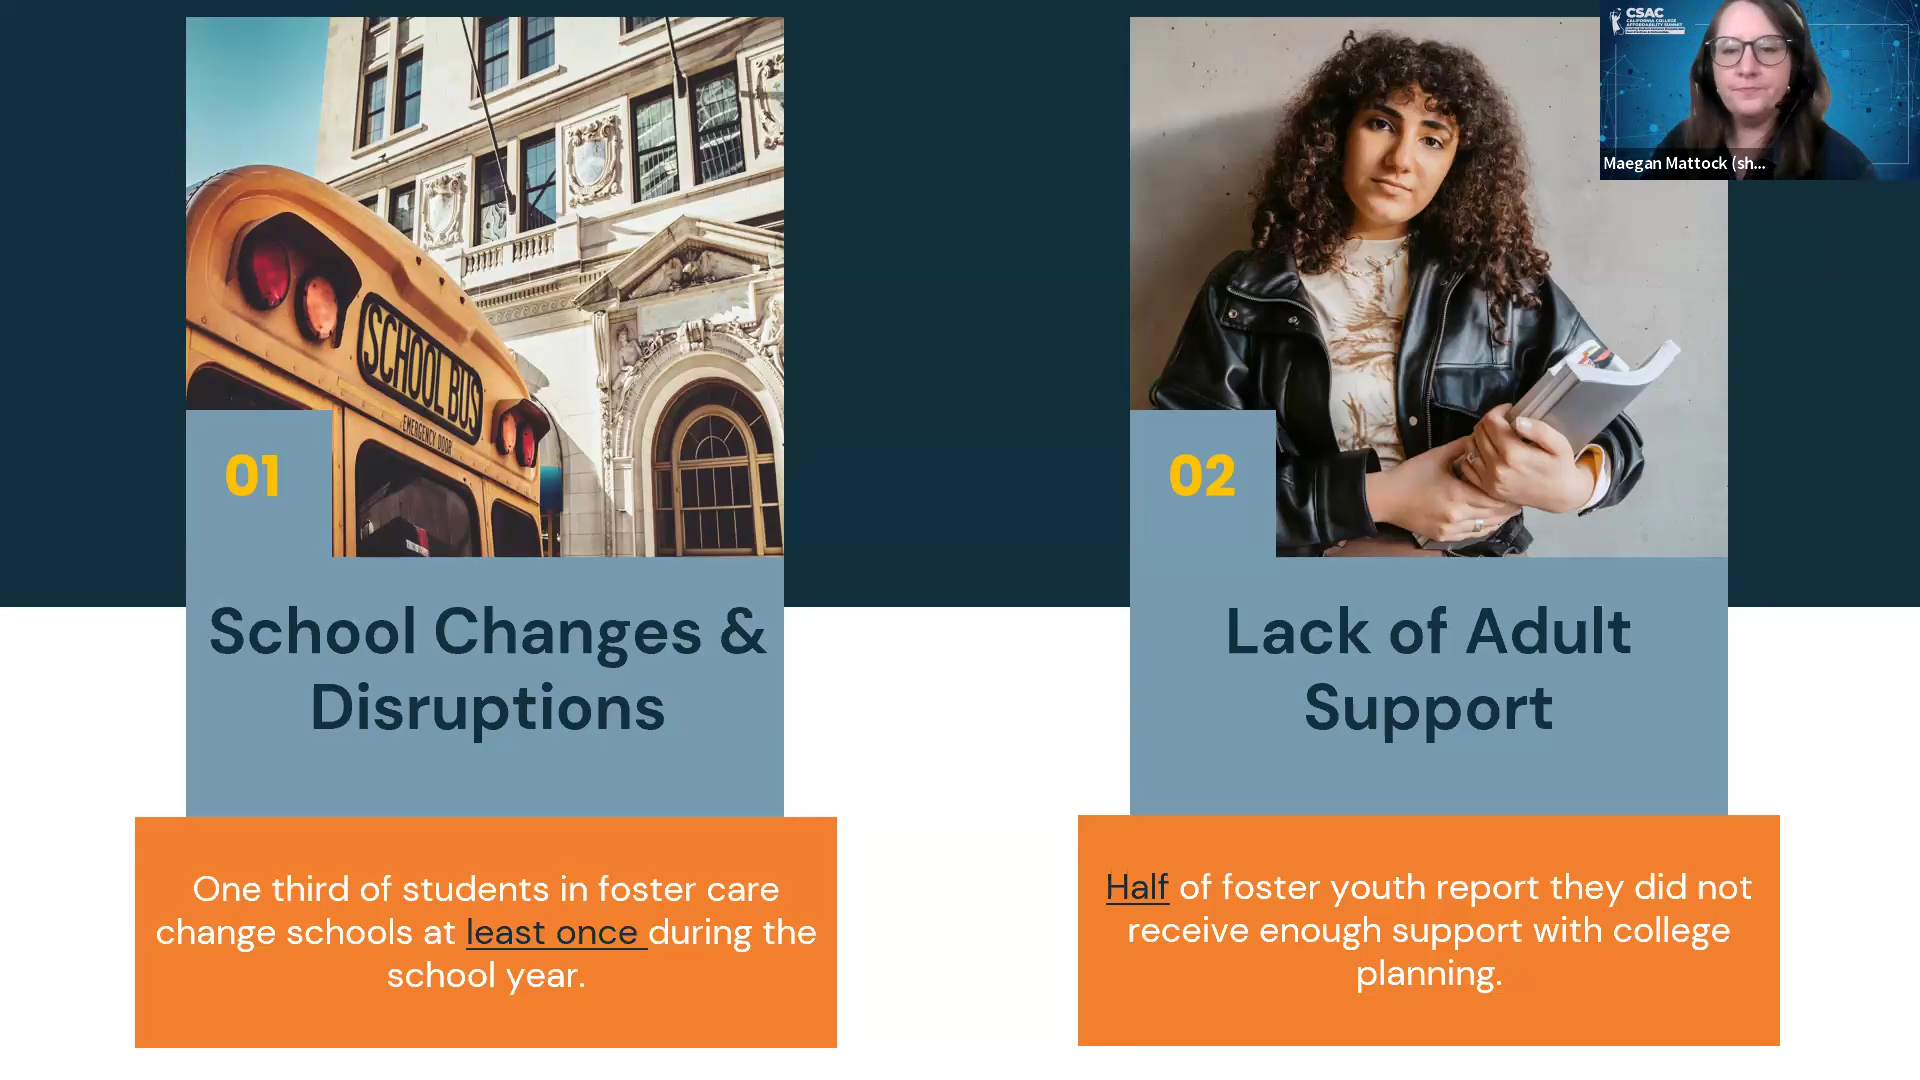 SCHOOL BUS
EMERGENCY DOOR
01
School Changes &
Disruptions
One third of students in foster care
change schools at least once during the
school year.
02
Lack of Adult
Support
Half of foster youth report they did not
receive enough support with college
planning.
CSAC
CALIFORNIA COLLEGE
AFFORDABILITY SUMMIT
Maegan Mattock (sh...